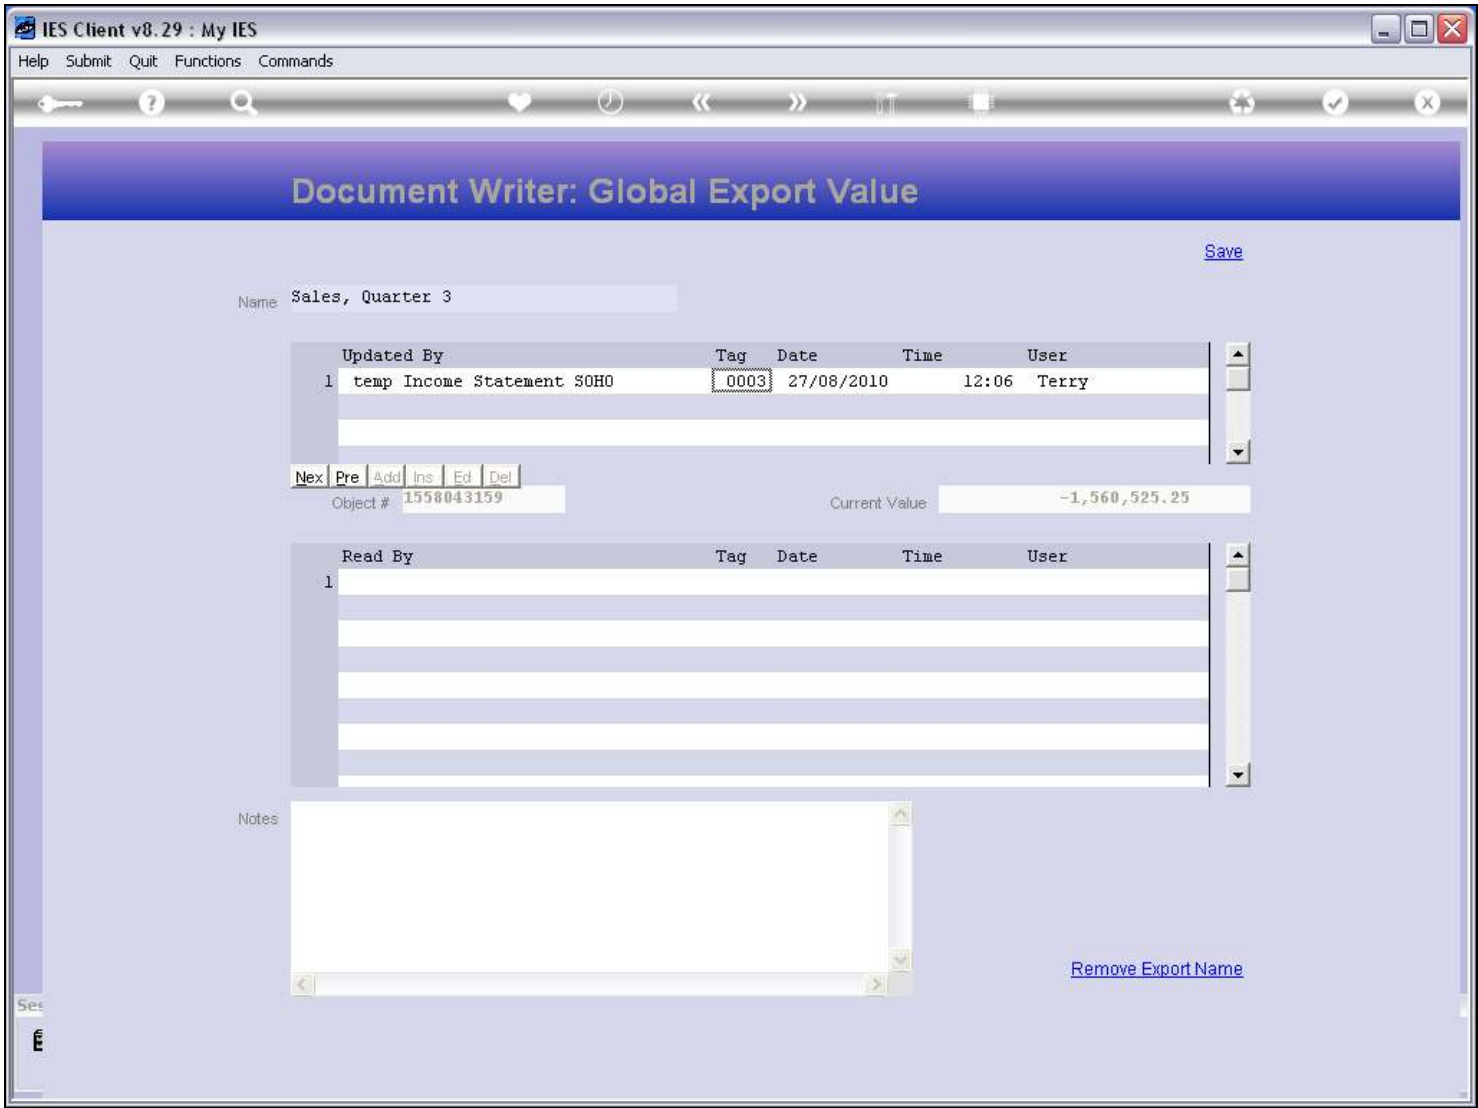 IES Client v8.29 : My IES
Help Submit Quit Functions Commands
Document Writer: Global Export Value
Save
Name Sales, Quarter 3
Updated By Tag Date Time User
1 temp Income Statement SOHO 0003 27/08/2010 12:06 Terry
Nex Pre Add Ins Ed Del
Object # 1558043159 Current Value -1,560,525.25
Read By Tag Date Time User
1
Notes
Remove Export Name
Ses